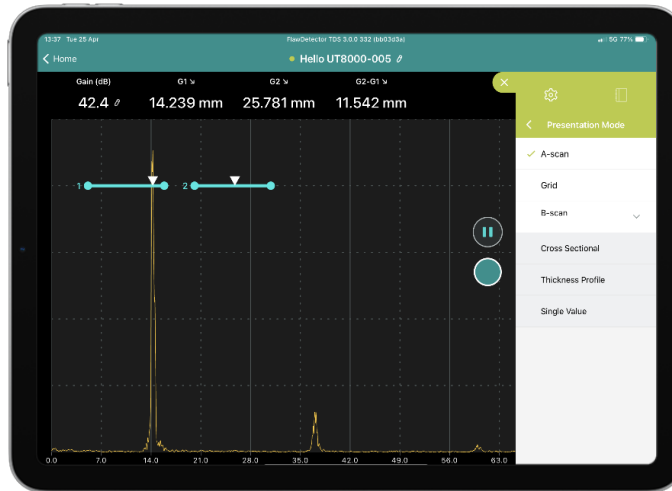 13:37 Tue 25 Apr
FlawDetector TDS 3.0.0 332 (bb03d3a)
5G 77%
Home
Hello UT8000-005
Gain (dB) G1 G2 G2-G1
42.4 14.239 mm 25.781 mm 11.542 mm
Presentation Mode
A-scan
Grid
B-scan
Cross Sectional
Thickness Profile
Single Value
1 2
0.0 7.0 14.0 21.0 28.0 35.0 42.0 49.0 56.0 63.0